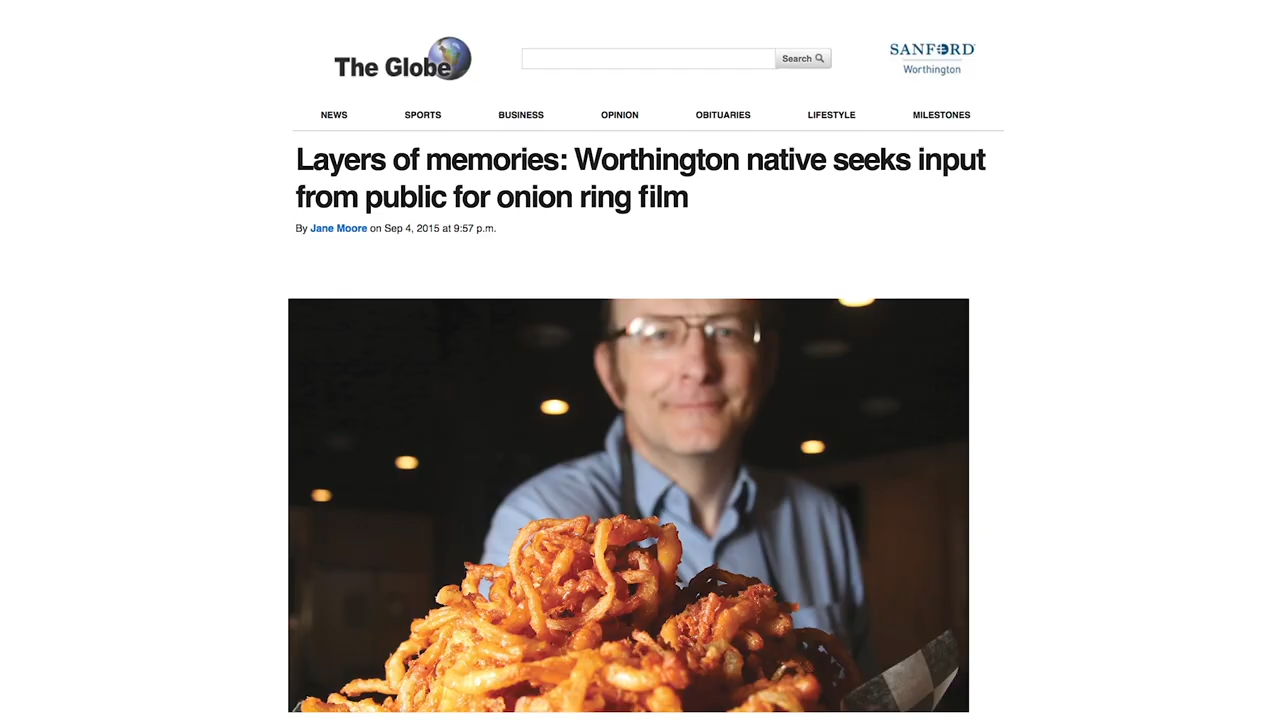 The Globe
Search
SANFORD
Worthington
NEWS SPORTS BUSINESS OPINION OBITUARIES LIFESTYLE MILESTONES
Layers of memories: Worthington native seeks input
from public for onion ring film
By Jane Moore on Sep 4, 2015 at 9:57 p.m.